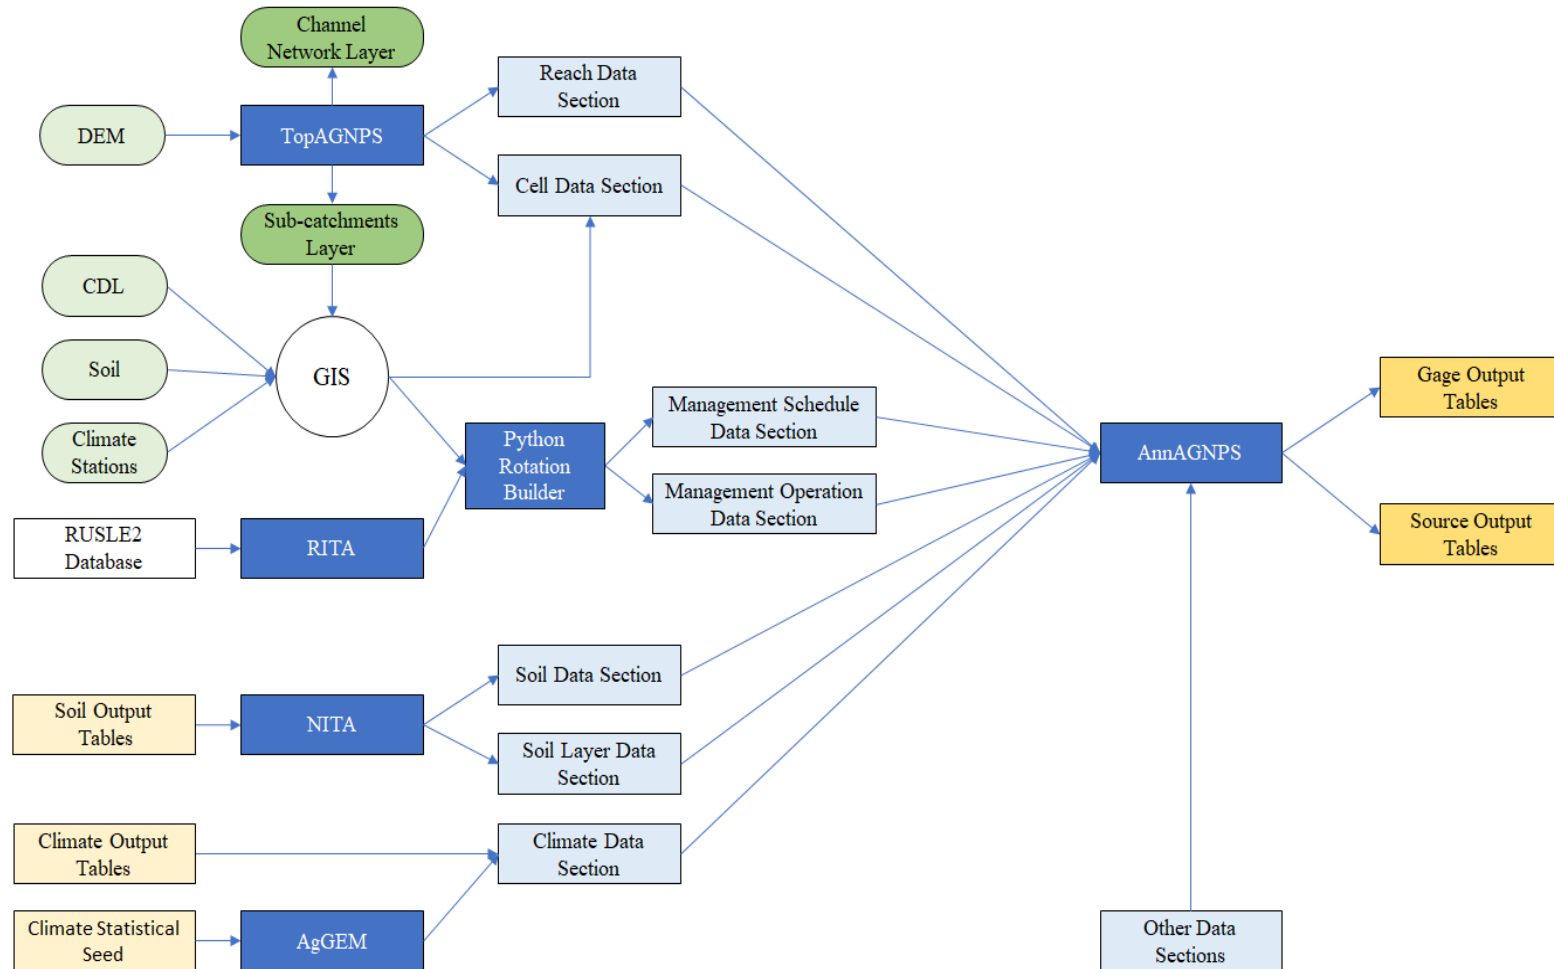 Channel
Network Layer
Reach Data
Section
DEM
TopAGNPS
Cell Data Section
Sub-catchments
Layer
CDL
Soil
GIS
Climate
Stations
Python
Rotation
Builder
Management Schedule
Data Section
Management Operation
Data Section
AnnAGNPS
Gage Output
Tables
Source Output
Tables
RUSLE2
Database
RITA
Soil Output
Tables
NITA
Soil Data Section
Soil Layer Data
Section
Climate Output
Tables
Climate Data
Section
Climate Statistical
Seed
AgGEM
Other Data
Sections